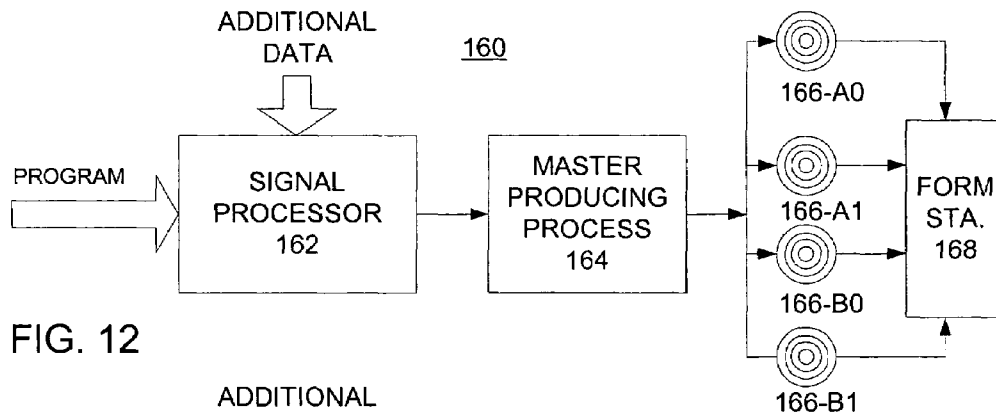 ADDITIONAL
DATA
160
PROGRAM
SIGNAL
PROCESSOR
162
MASTER
PRODUCING
PROCESS
164
166-A0
166-A1
166-B0
166-B1
FORM
STA.
168
FIG. 12
ADDITIONAL